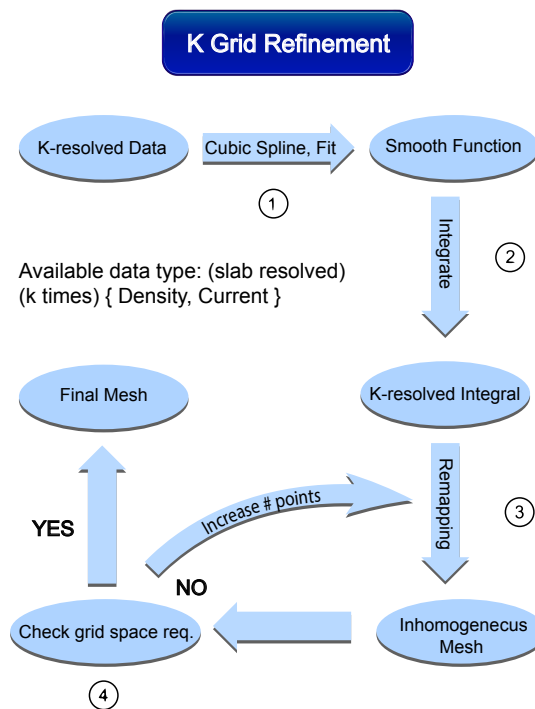 K Grid Refinement
K-resolved Data
Cubic Spline, Fit
Smooth Function
1
Integrate
2
Available data type: (slab resolved)
(k times) { Density, Current }
Final Mesh
K-resolved Integral
Remapping
3
Increase # points
YES
NO
Check grid space req.
Inhomogenecus
Mesh
4